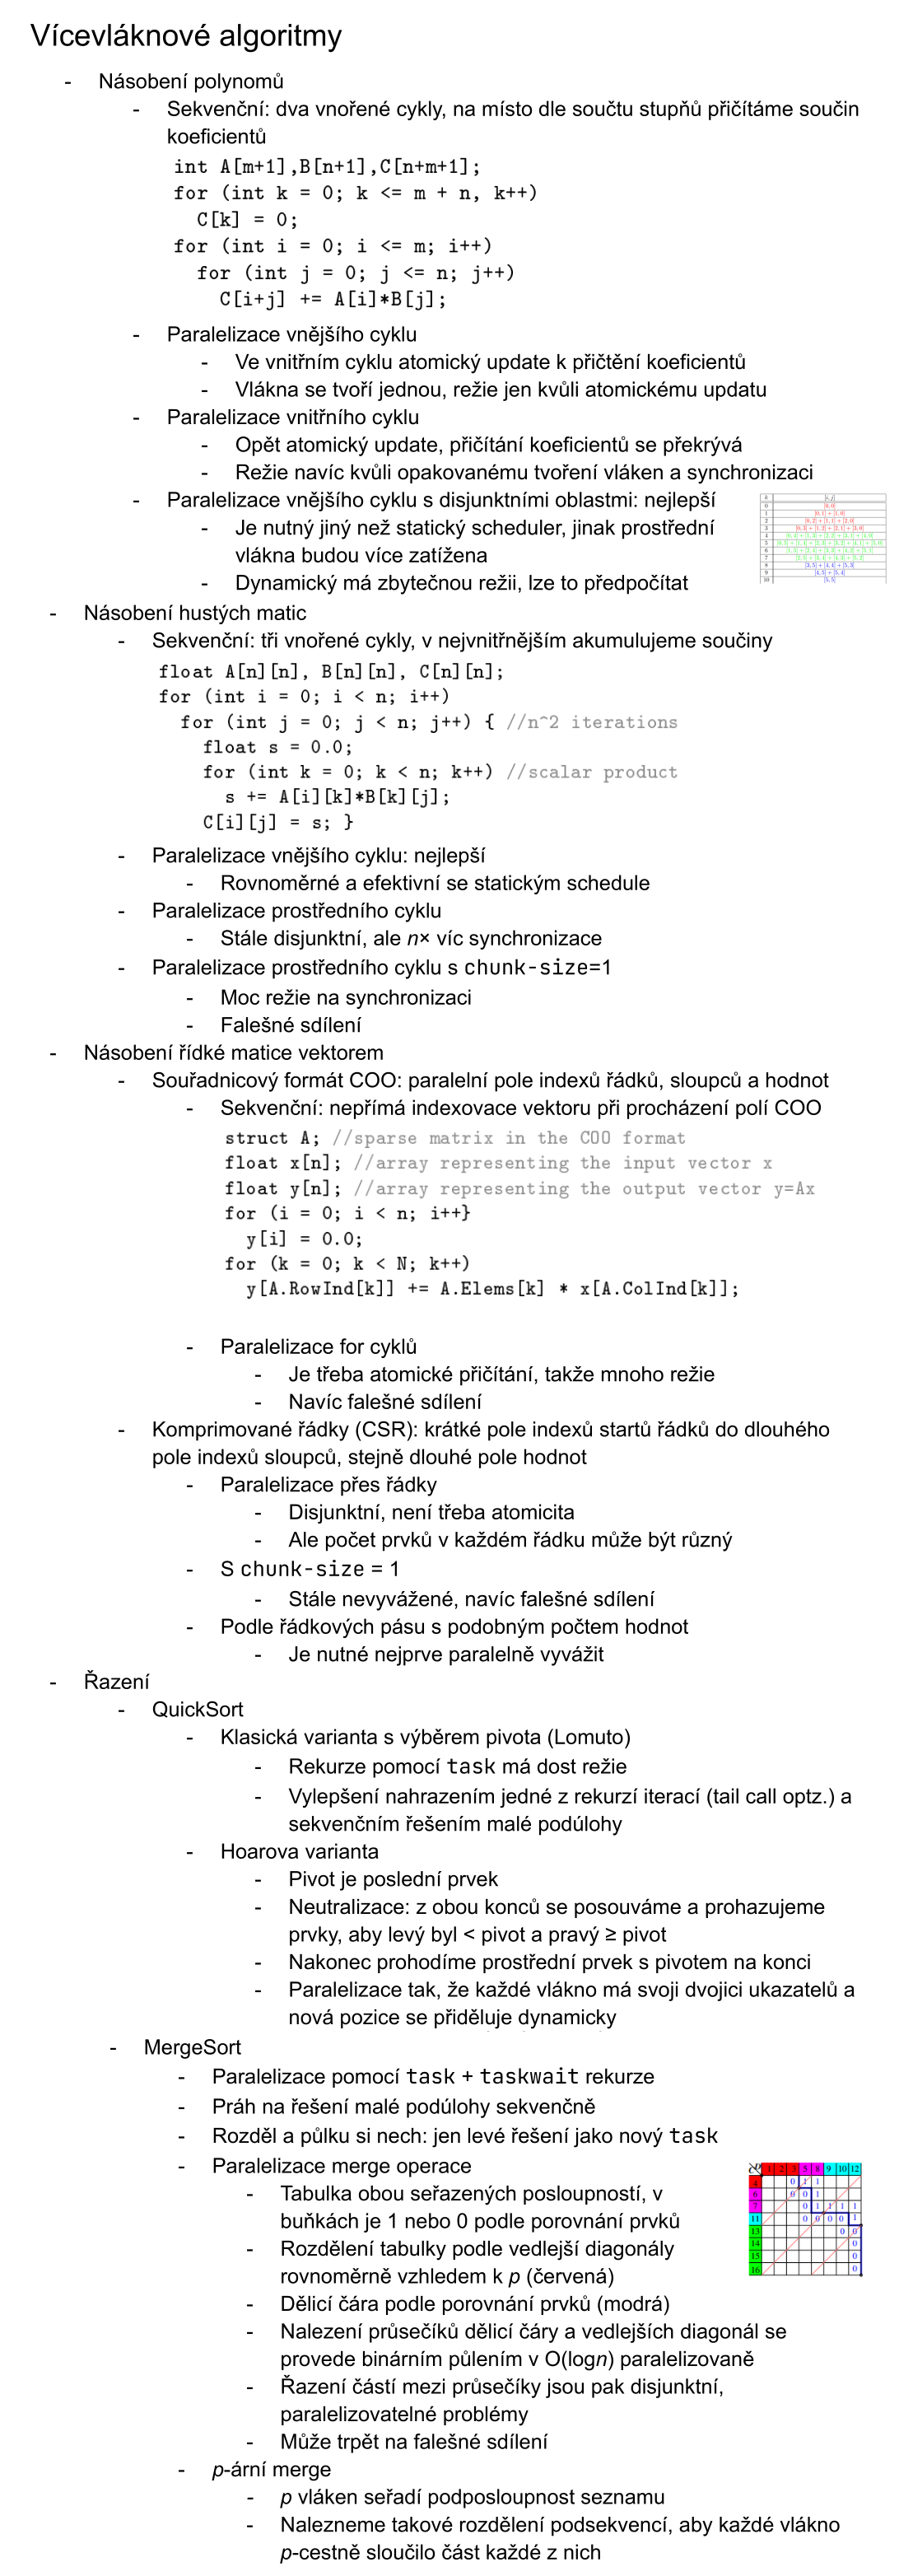 Vícevláknové algoritmy
- Násobení polynomů
- Sekvenční: dva vnořené cykly, na místo dle součtu stupňů přičítáme součin
koeficientů
int A[m+1],B[n+1],C[n+m+1];
for (int k = 0; k <= m + n, k++)
C[k] = 0;
for (int i = 0; i <= m; i++)
for (int j = 0; j <= n; j++)
C[i+j] += A[i]*B[j];
- Paralelizace vnějšího cyklu
- Ve vnitřním cyklu atomický update k přičtění koeficientů
- Vlákna se tvoří jednou, režie jen kvůli atomickému updatu
- Paralelizace vnitřního cyklu
- Opět atomický update, přičítání koeficientů se překrývá
- Režie navíc kvůli opakovanému tvoření vláken a synchronizaci
- Paralelizace vnějšího cyklu s disjunktními oblastmi: nejlepší
- Je nutný jiný než statický scheduler, jinak prostřední
vlákna budou více zatížena
- Dynamický má zbytečnou režii, lze to předpočítat
- Násobení hustých matic
- Sekvenční: tři vnořené cykly, v nejvnitřnějším akumulujeme součiny
float A[n][n], B[n][n], C[n][n];
for (int i = 0; i < n; i++)
for (int j = 0; j < n; j++) { //n^2 iterations
float s = 0.0;
for (int k = 0; k < n; k++) //scalar product
s += A[i][k]*B[k][j];
C[i][j] = s; }
- Paralelizace vnějšího cyklu: nejlepší
- Rovnoměrné a efektivní se statickým schedule
- Paralelizace prostředního cyklu
- Stále disjunktní, ale n× víc synchronizace
- Paralelizace prostředního cyklu s chunk-size=1
- Moc režie na synchronizaci
- Falešné sdílení
- Násobení řídké matice vektorem
- Souřadnicový formát COO: paralelní pole indexů řádků, sloupců a hodnot
- Sekvenční: nepřímá indexovace vektoru při procházení polí COO
struct A; //sparse matrix in the COO format
float x[n]; //array representing the input vector x
float y[n]; //array representing the output vector y=Ax
for (i = 0; i < n; i++}
y[i] = 0.0;
for (k = 0; k < N; k++)
y[A.RowInd[k]] += A.Elems[k] * x[A.ColInd[k]];
- Paralelizace for cyklů
- Je třeba atomické přičítání, takže mnoho režie
- Navíc falešné sdílení
- Komprimované řádky (CSR): krátké pole indexů startů řádků do dlouhého
pole indexů sloupců, stejně dlouhé pole hodnot
- Paralelizace přes řádky
- Disjunktní, není třeba atomicita
- Ale počet prvků v každém řádku může být různý
- S chunk-size = 1
- Stále nevyvážené, navíc falešné sdílení
- Podle řádkových pásu s podobným počtem hodnot
- Je nutné nejprve paralelně vyvážit
- Řazení
- QuickSort
- Klasická varianta s výběrem pivota (Lomuto)
- Rekurze pomocí task má dost režie
- Vylepšení nahrazením jedné z rekurzí iterací (tail call optz.) a
sekvenčním řešením malé podúlohy
- Hoarova varianta
- Pivot je poslední prvek
- Neutralizace: z obou konců se posouváme a prohazujeme
prvky, aby levý byl < pivot a pravý ≥ pivot
- Nakonec prohodíme prostřední prvek s pivotem na konci
- Paralelizace tak, že každé vlákno má svoji dvojici ukazatelů a
nová pozice se přiděluje dynamicky
- MergeSort
- Paralelizace pomocí task + taskwait rekurze
- Práh na řešení malé podúlohy sekvenčně
- Rozděl a půlku si nech: jen levé řešení jako nový task
- Paralelizace merge operace
- Tabulka obou seřazených posloupností, v
buňkách je 1 nebo 0 podle porovnání prvků
- Rozdělení tabulky podle vedlejší diagonály
rovnoměrně vzhledem k p (červená)
- Dělicí čára podle porovnání prvků (modrá)
- Nalezení průsečíků dělicí čáry a vedlejších diagonál se
provede binárním půlením v O(logn) paralelizovaně
- Řazení částí mezi průsečíky jsou pak disjunktní,
paralelizovatelné problémy
- Může trpět na falešné sdílení
- p-ární merge
- p vláken seřadí podposloupnost seznamu
- Nalezneme takové rozdělení podsekvencí, aby každé vlákno
p-cestně sloučilo část každé z nich